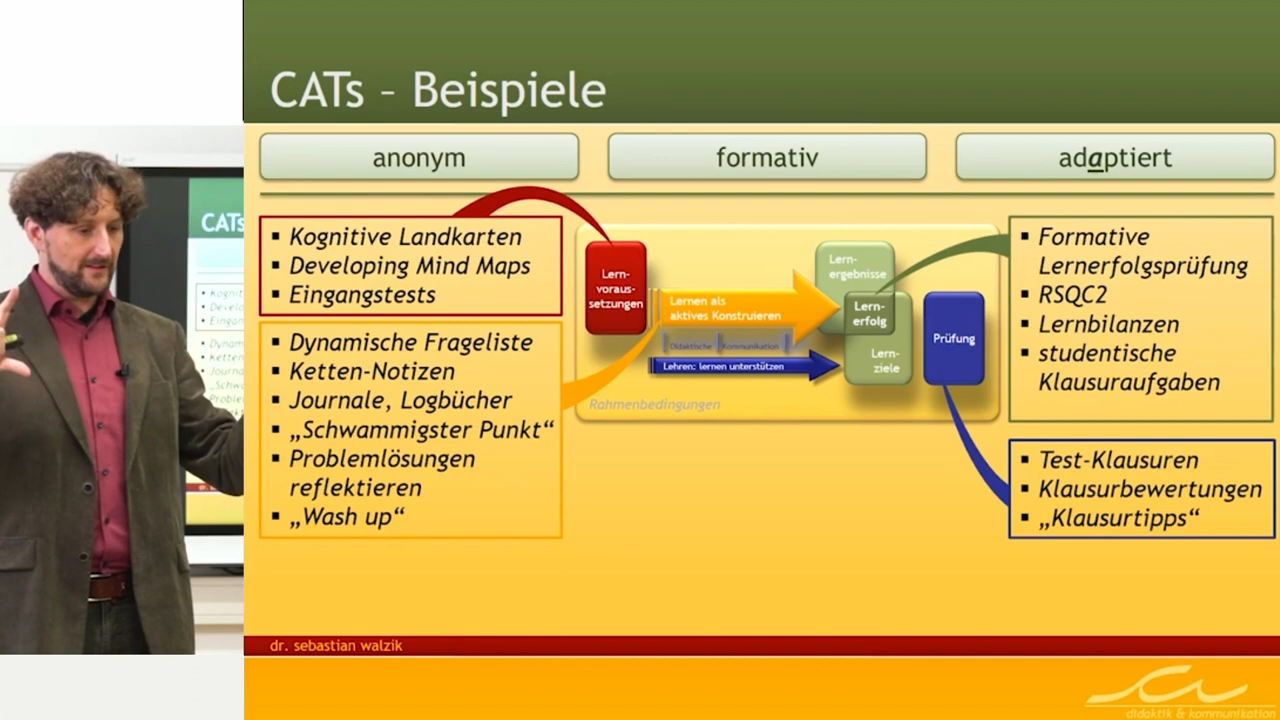 CATs – Beispiele
anonym
formativ
adaptiert
▪ Kognitive Landkarten
▪ Developing Mind Maps
▪ Eingangstests
▪ Dynamische Frageliste
▪ Ketten-Notizen
▪ Journale, Logbücher
▪ „Schwammigster Punkt“
▪ Problemlösungen
reflektieren
▪ „Wash up“
Lern-
voraus-
setzungen
Lernen als
aktives Konstruieren
Didaktische Kommunikation
Lehren: lernen unterstützen
Rahmenbedingungen
Lern-
ergebnisse
Lern-
erfolg
Lern-
ziele
Prüfung
▪ Formative
Lernerfolgsprüfung
▪ RSQC2
▪ Lernbilanzen
▪ studentische
Klausuraufgaben
▪ Test-Klausuren
▪ Klausurbewertungen
▪ „Klausurtipps“
CATs
dr. sebastian walzik
didaktik & kommunikation